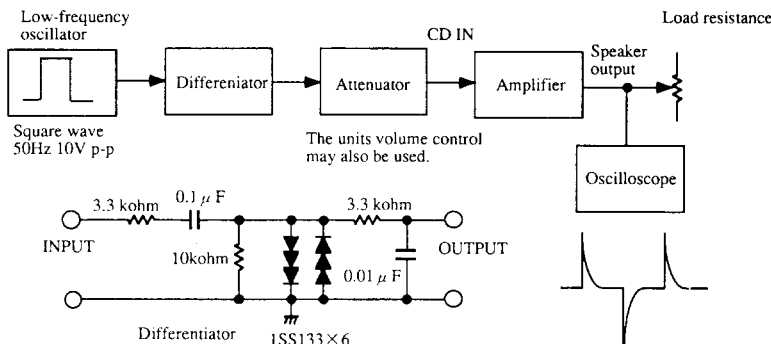 Low-frequency
oscillator
Square wave
50Hz 10V p-p
Differeniator
Attenuator
The units volume control
may also be used.
CD IN
Amplifier
Speaker
output
Load resistance
Oscilloscope
INPUT
3.3 kohm
0.1 μ F
10kohm
3.3 kohm
0.01 μ F
OUTPUT
Differentiator
1SS133×6